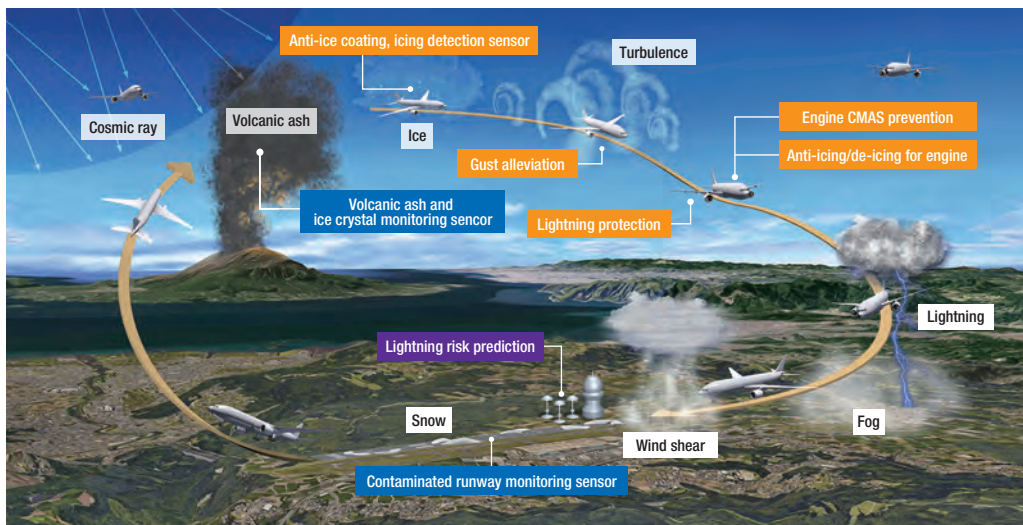 Anti-ice coating, icing detection sensor
Turbulence
Cosmic ray
Volcanic ash
Ice
Engine CMAS prevention
Anti-icing/de-icing for engine
Gust alleviation
Volcanic ash and
ice crystal monitoring sencor
Lightning protection
Lightning
Lightning risk prediction
Snow
Fog
Wind shear
Contaminated runway monitoring sensor